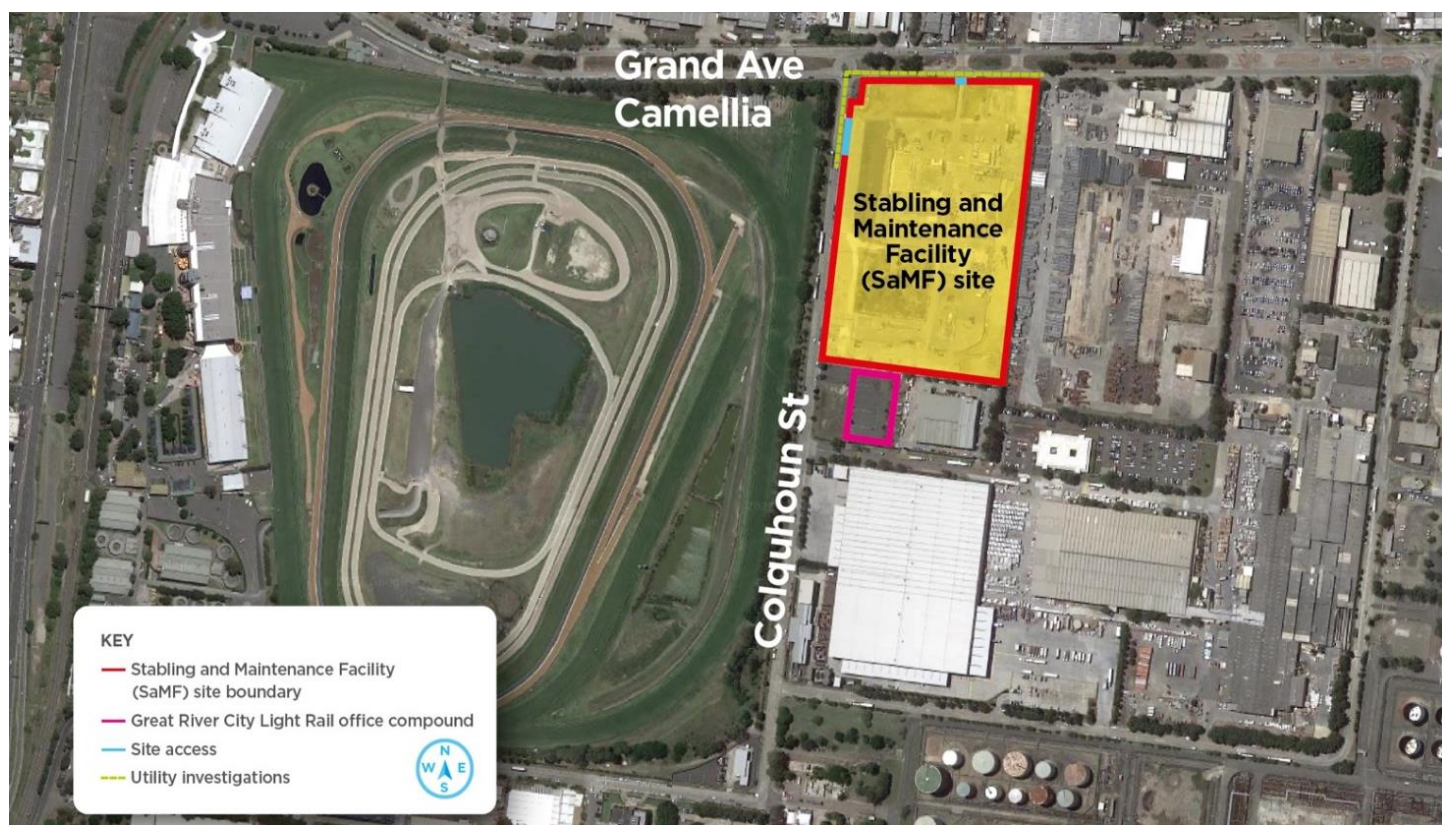 Grand Ave
Camellia
Stabling and
Maintenance
Facility
(SaMF) site
Colquhoun St
KEY
Stabling and Maintenance Facility
(SaMF) site boundary
Great River City Light Rail office compound
Site access
Utility investigations
N
W E
S